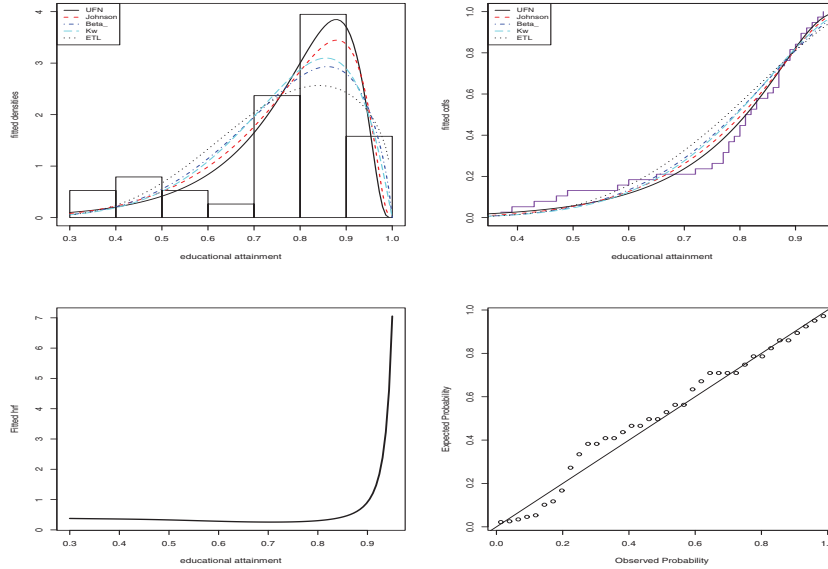 UFN
Johnson
Beta_
Kw
ETL
fitted densities
4
3
2
1
0
0.3 0.4 0.5 0.6 0.7 0.8 0.9 1.0
educational attainment
UFN
Johnson
Beta_
Kw
ETL
fitted cdfs
1.0
0.8
0.6
0.4
0.2
0.0
0.4 0.5 0.6 0.7 0.8 0.9
educational attainment
Fitted hrf
7
6
5
4
3
2
1
0
0.3 0.4 0.5 0.6 0.7 0.8 0.9
educational attainment
Expected Probability
1.0
0.8
0.6
0.4
0.2
0.0
0.0 0.2 0.4 0.6 0.8 1.0
Observed Probability